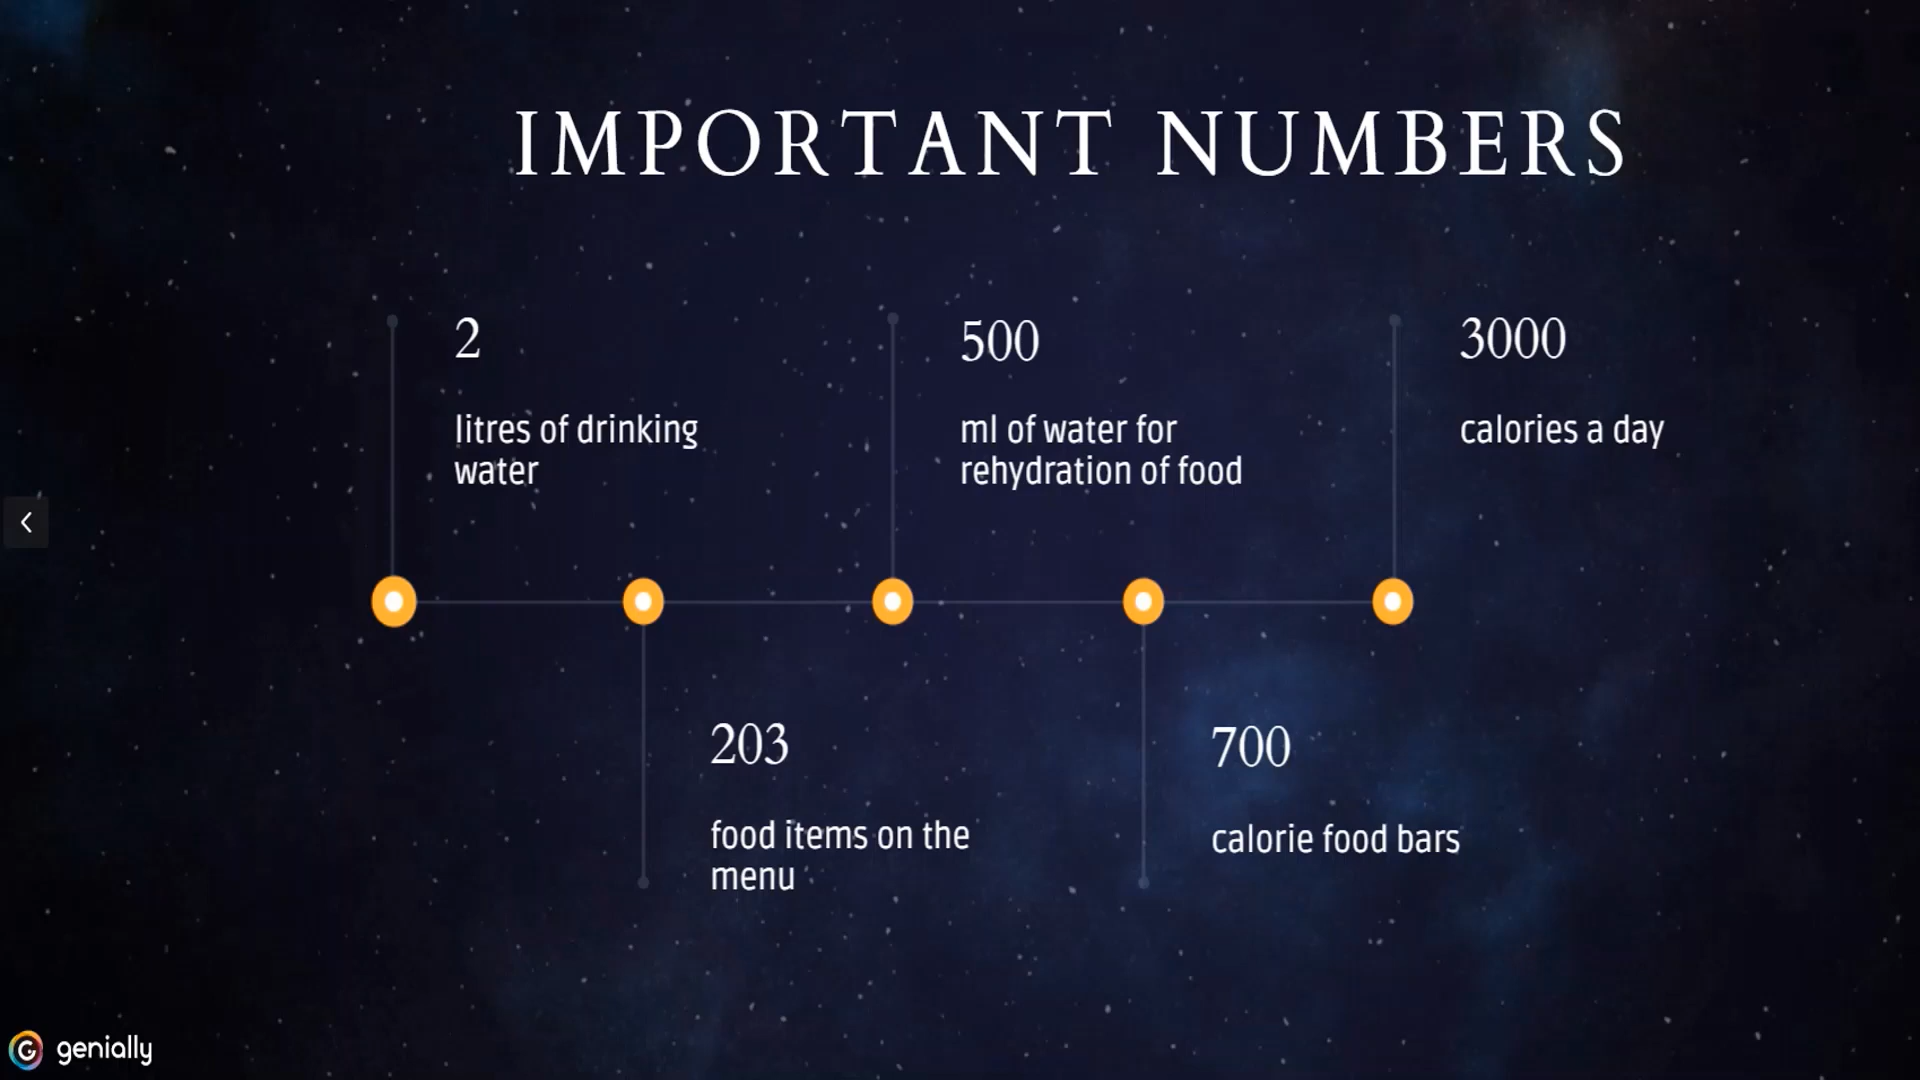 IMPORTANT NUMBERS
2
litres of drinking
water
500
ml of water for
rehydration of food
3000
calories a day
203
food items on the
menu
700
calorie food bars
genially